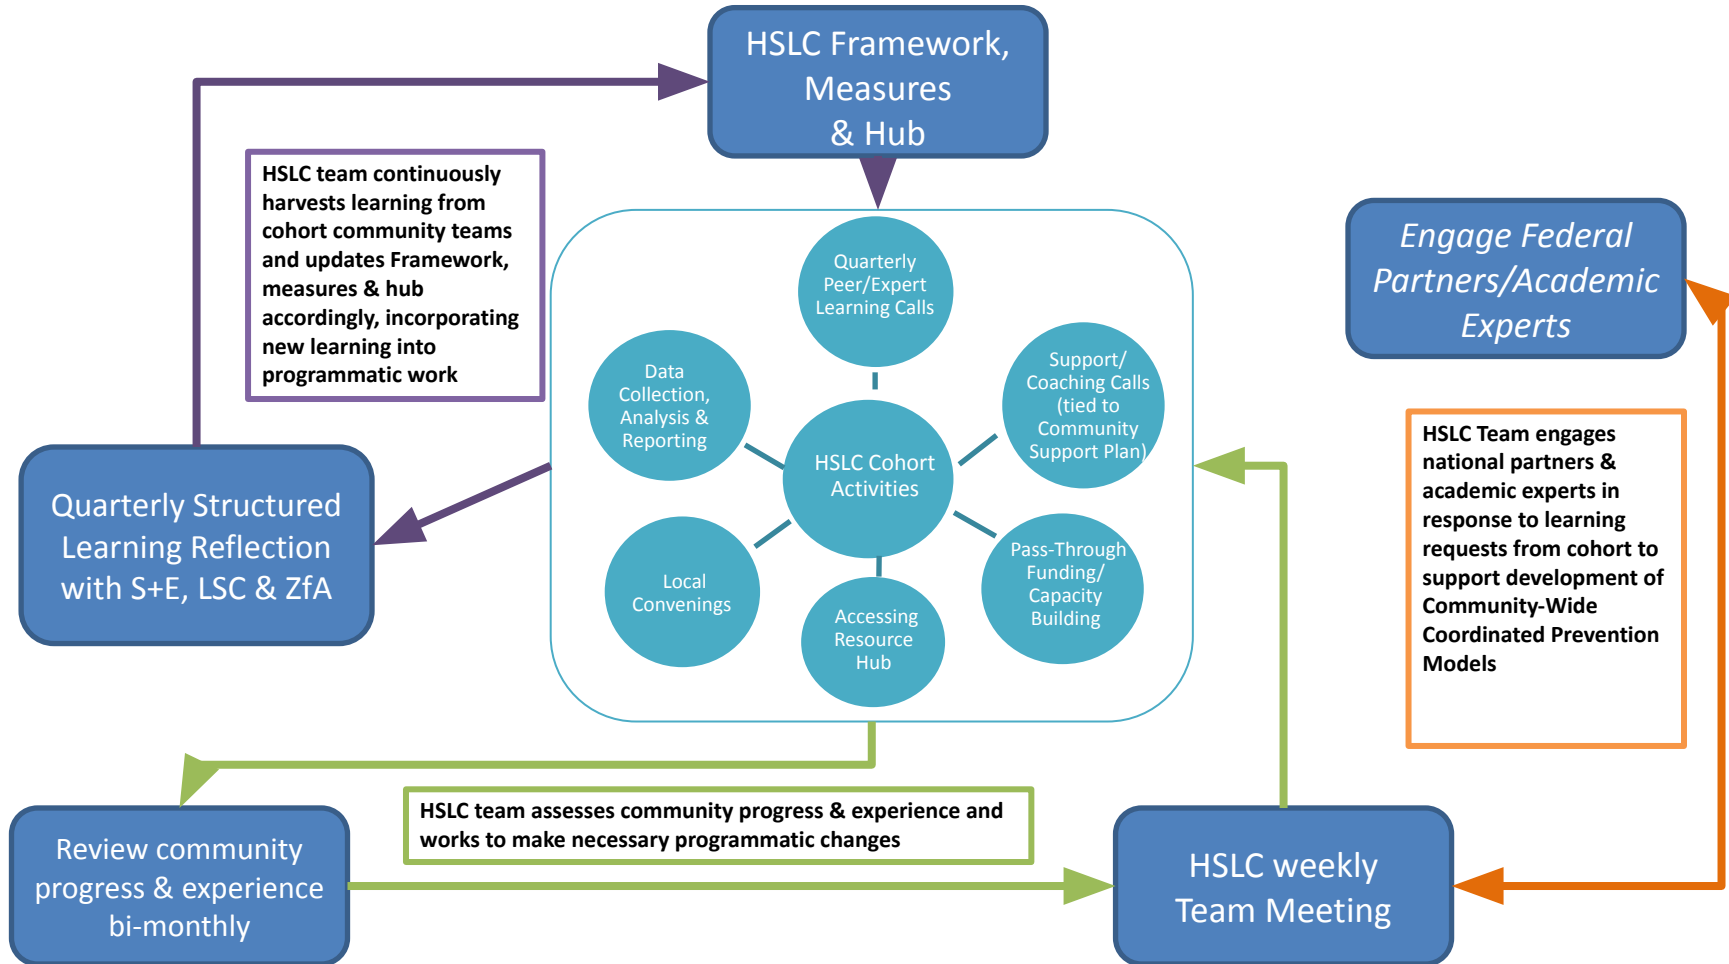 HSLC Framework,
Measures
& Hub
HSLC team continuously
harvests learning from
cohort community teams
and updates Framework,
measures & hub
accordingly, incorporating
new learning into
programmatic work
Engage Federal
Partners/Academic
Experts
Quarterly
Peer/Expert
Learning Calls
Data
Collection,
Analysis &
Reporting
Support/
Coaching Calls
(tied to
Community
Support Plan)
HSLC Cohort
Activities
Local
Convenings
Accessing
Resource
Hub
Pass-Through
Funding/
Capacity
Building
Quarterly Structured
Learning Reflection
with S+E, LSC & ZfA
HSLC Team engages
national partners &
academic experts in
response to learning
requests from cohort to
support development of
Community-Wide
Coordinated Prevention
Models
HSLC team assesses community progress & experience and
works to make necessary programmatic changes
Review community
progress & experience
bi-monthly
HSLC weekly
Team Meeting